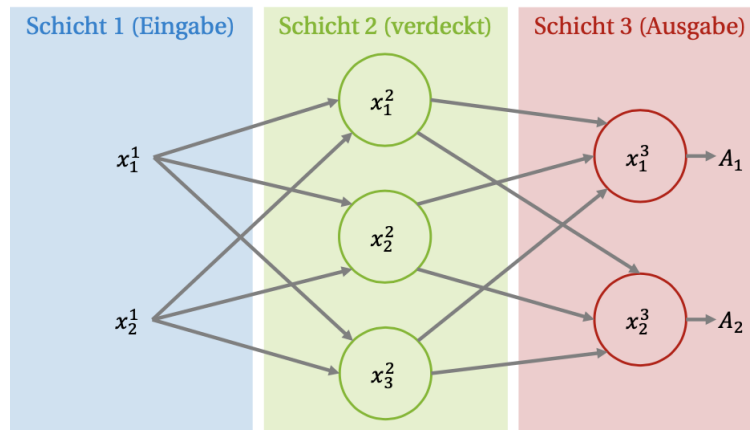 Schicht 1 (Eingabe) Schicht 2 (verdeckt) Schicht 3 (Ausgabe)
x₁²
x₁¹ x₁³ A₁
x₂²
x₂¹ x₂³ A₂
x₃²